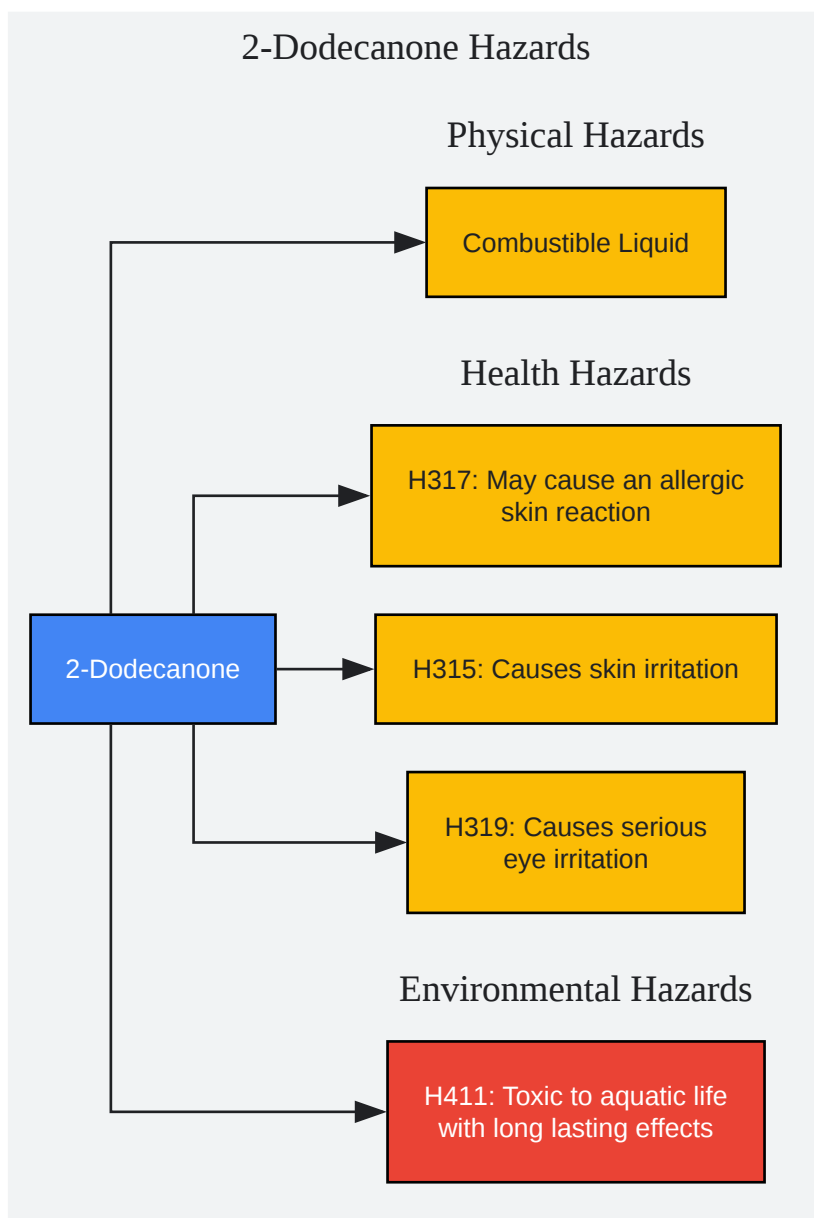 2-Dodecanone Hazards
Physical Hazards
Combustible Liquid
Health Hazards
H317: May cause an allergic
skin reaction
2-Dodecanone
H315: Causes skin irritation
H319: Causes serious
eye irritation
Environmental Hazards
H411: Toxic to aquatic life
with long lasting effects